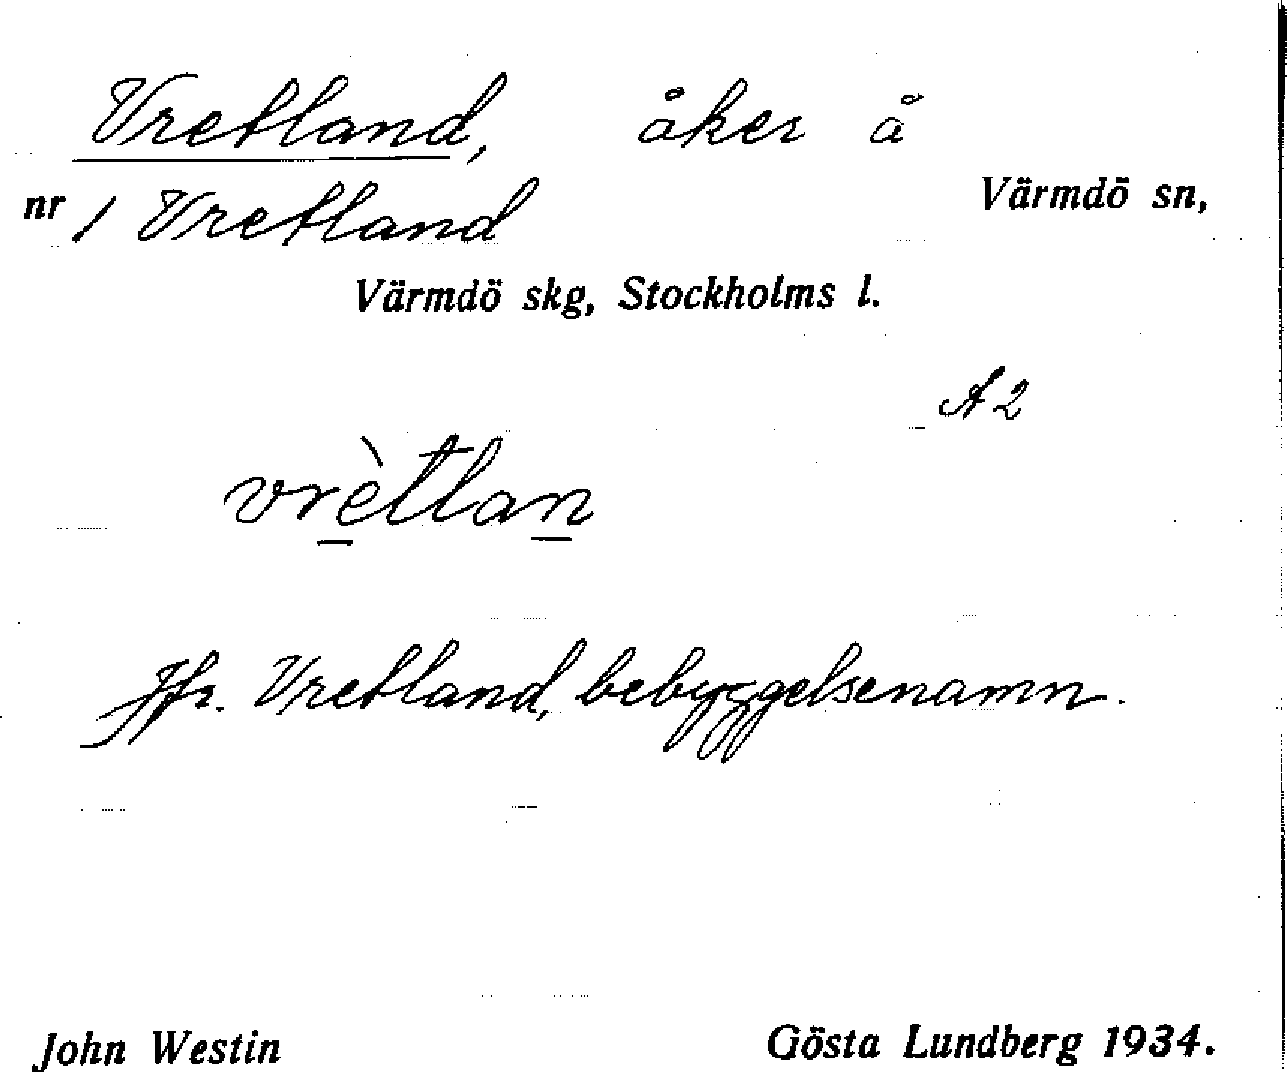 Vretland, åker å
nr 1 Vretland Värmdö sn,
Värmdö skg, Stockholms l.
A2
vrètlan
Jfr. Vretland, bebyggelsenamn.
John Westin Gösta Lundberg 1934.